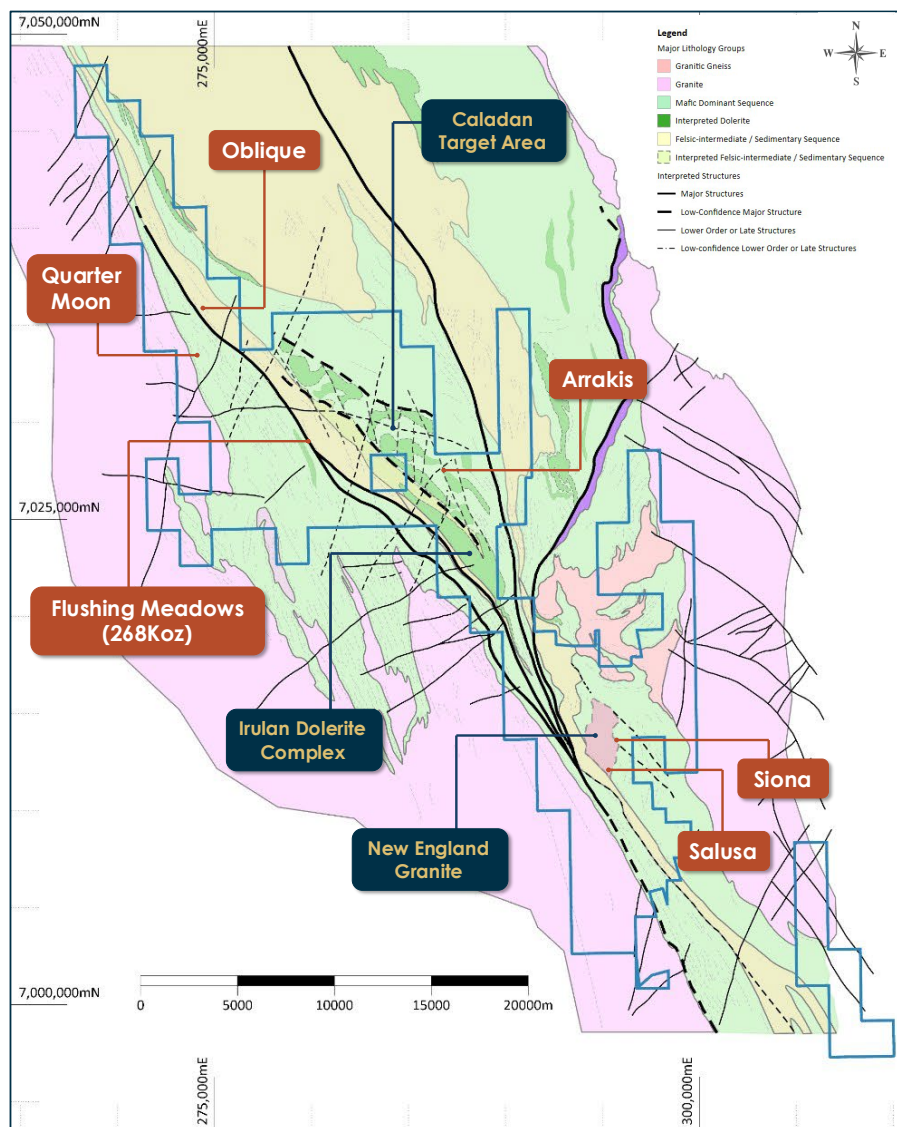 7,050,000mN
275,000mE
Legend
Major Lithology Groups
Granitic Gneiss
Granite
Mafic Dominant Sequence
Interpreted Dolerite
Felsic-intermediate / Sedimentary Sequence
Interpreted Felsic-intermediate / Sedimentary Sequence
Interpreted Structures
Major Structures
Low-Confidence Major Structure
Lower Order or Late Structures
Low-confidence Lower Order or Late Structures
N
W
E
S
Caladan
Target Area
Oblique
Quarter
Moon
Arrakis
7,025,000mN
Flushing Meadows
(268Koz)
Irulan Dolerite
Complex
Siona
New England
Granite
Salusa
7,000,000mN
0
5000
10000
15000
20000m
275,000mE
300,000mE